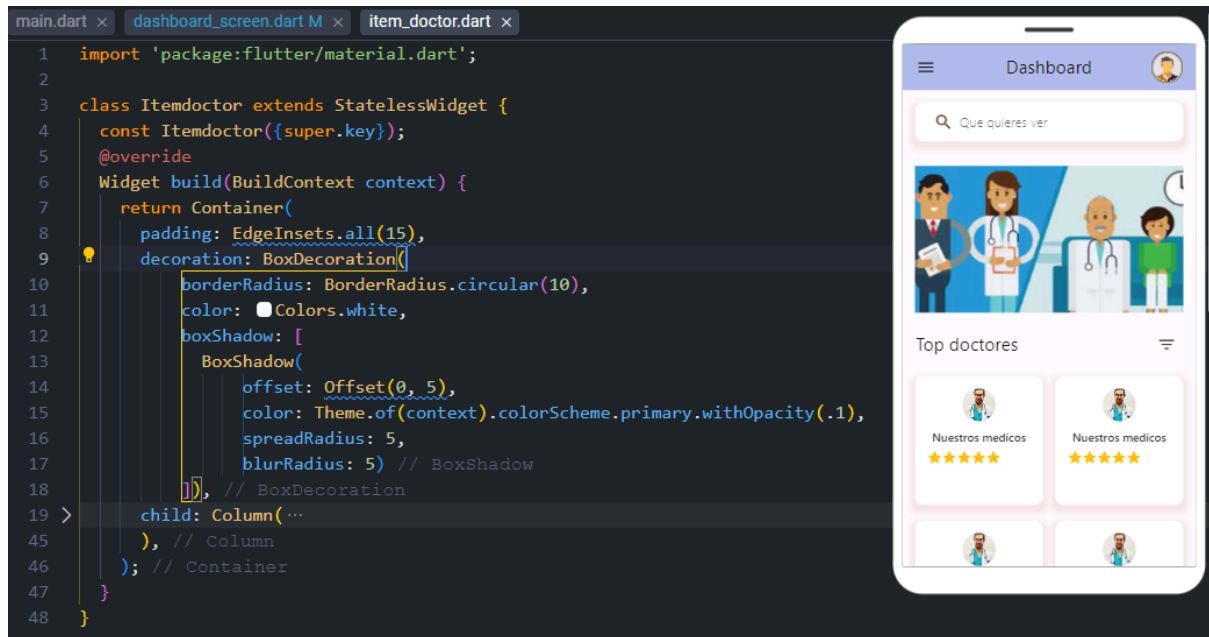 main.dart × dashboard_screen.dart M × item_doctor.dart ×
1 import 'package:flutter/material.dart';
2
3 class Itemdoctor extends StatelessWidget {
4 const Itemdoctor({super.key});
5 @override
6 Widget build(BuildContext context) {
7 return Container(
8 padding: EdgeInsets.all(15),
9 decoration: BoxDecoration(
10 borderRadius: BorderRadius.circular(10),
11 color: Colors.white,
12 boxShadow: [
13 BoxShadow(
14 offset: Offset(0, 5),
15 color: Theme.of(context).colorScheme.primary.withOpacity(.1),
16 spreadRadius: 5,
17 blurRadius: 5) // BoxShadow
18 ]), // BoxDecoration
19 > child: Column(⋯
45 ), // Column
46 ); // Container
47 }
48 }
Dashboard
Que quieres ver
Top doctores
Nuestros medicos
Nuestros medicos